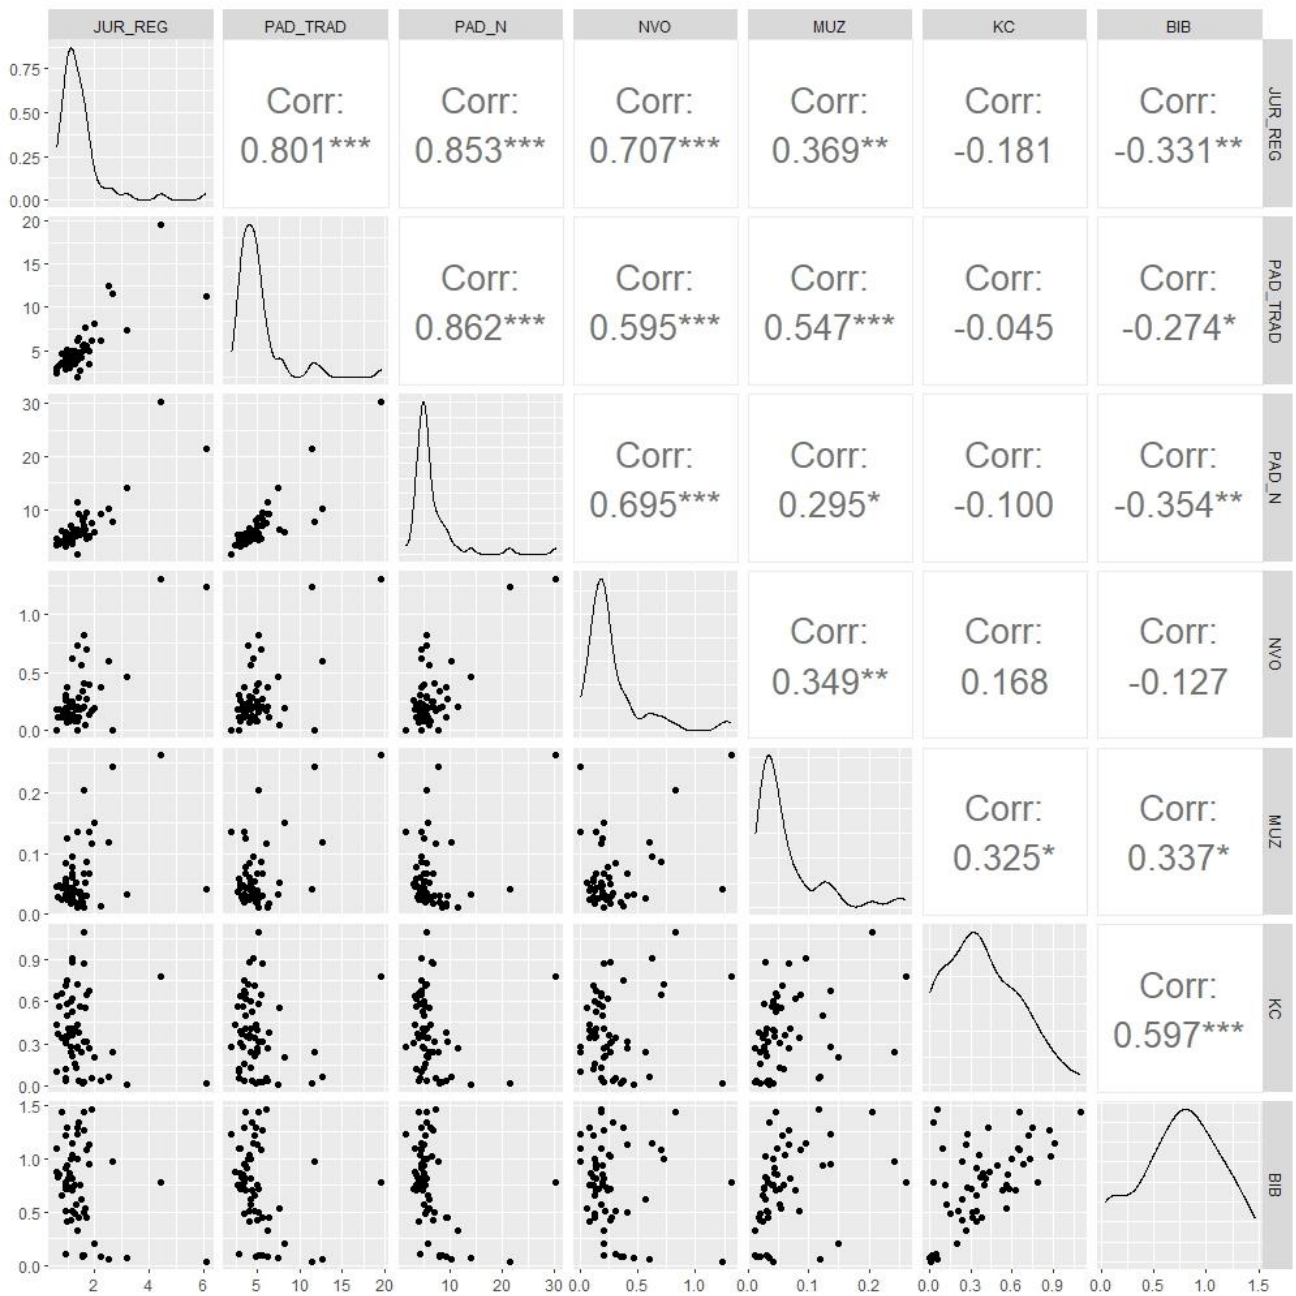 JUR_REG PAD_TRAD PAD_N NVO MUZ KC BIB
0.75 0.50 0.25 0.00
Corr: 0.801***
Corr: 0.853***
Corr: 0.707***
Corr: 0.369**
Corr: -0.181
Corr: -0.331**
JUR_REG
20 15 10 5
Corr: 0.862***
Corr: 0.595***
Corr: 0.547***
Corr: -0.045
Corr: -0.274*
PAD_TRAD
30 20 10
Corr: 0.695***
Corr: 0.295*
Corr: -0.100
Corr: -0.354**
PAD_N
1.0 0.5 0.0
Corr: 0.349**
Corr: 0.168
Corr: -0.127
NVO
0.2 0.1 0.0
Corr: 0.325*
Corr: 0.337*
MUZ
0.9 0.6 0.3 0.0
Corr: 0.597***
KC
1.5 1.0 0.5 0.0
BIB
2 4 6 5 10 15 20 10 20 30 0.0 0.5 1.0 0.0 0.1 0.2 0.0 0.3 0.6 0.9 0.0 0.5 1.0 1.5